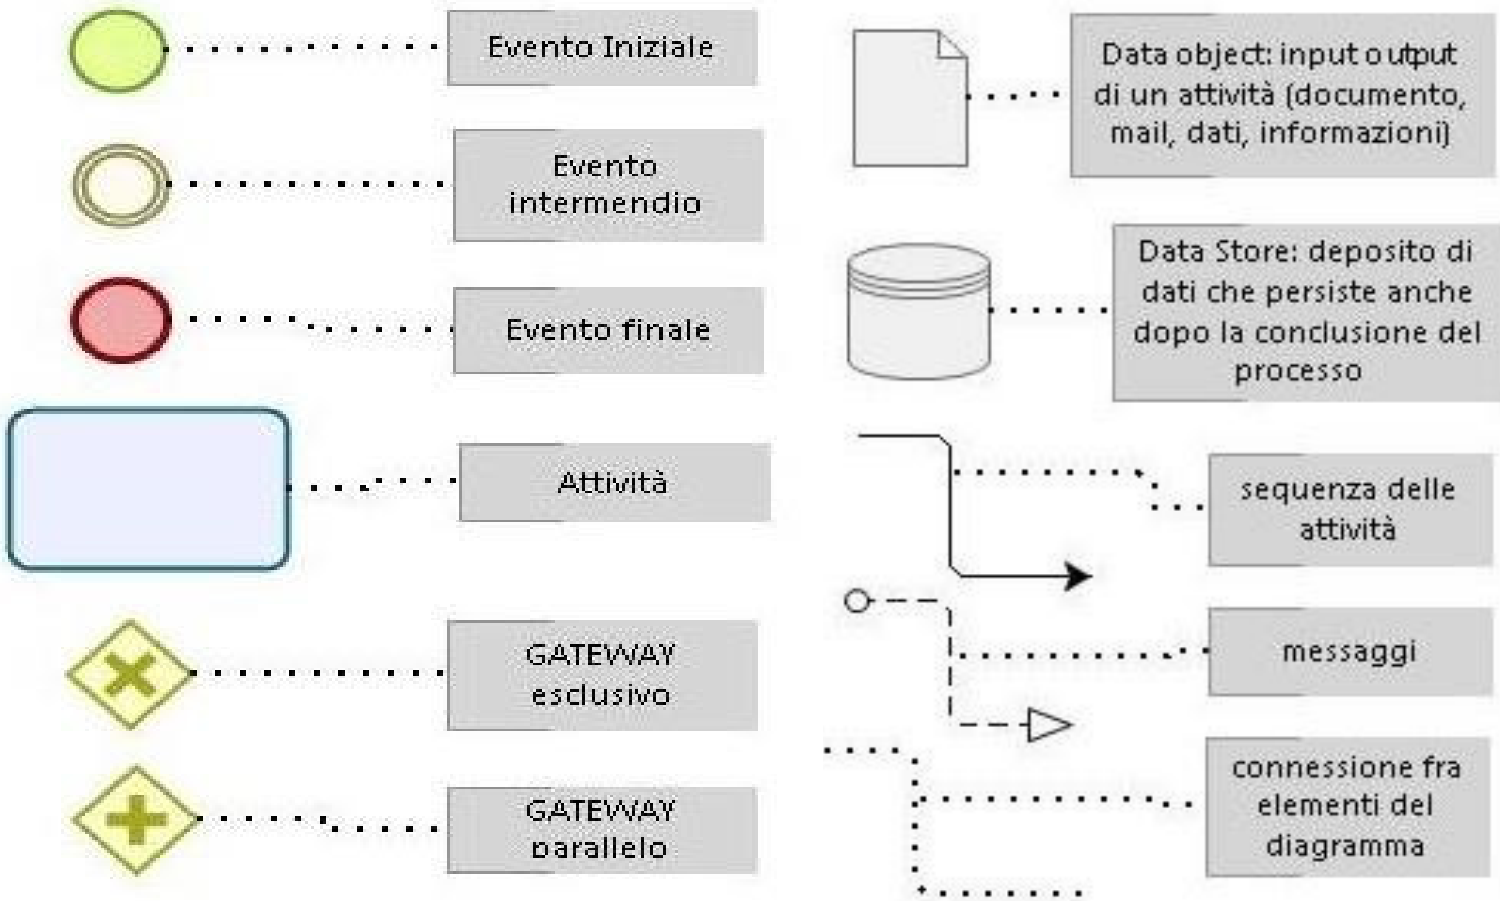 Evento Iniziale
Evento
intermendio
Evento finale
Attività
GATEWAY
esclusivo
GATEWAY
parallelo
Data object: input output
di un attività (documento,
mail, dati, informazioni)
Data Store: deposito di
dati che persiste anche
dopo la conclusione del
processo
sequenza delle
attività
messaggi
connessione fra
elementi del
diagramma